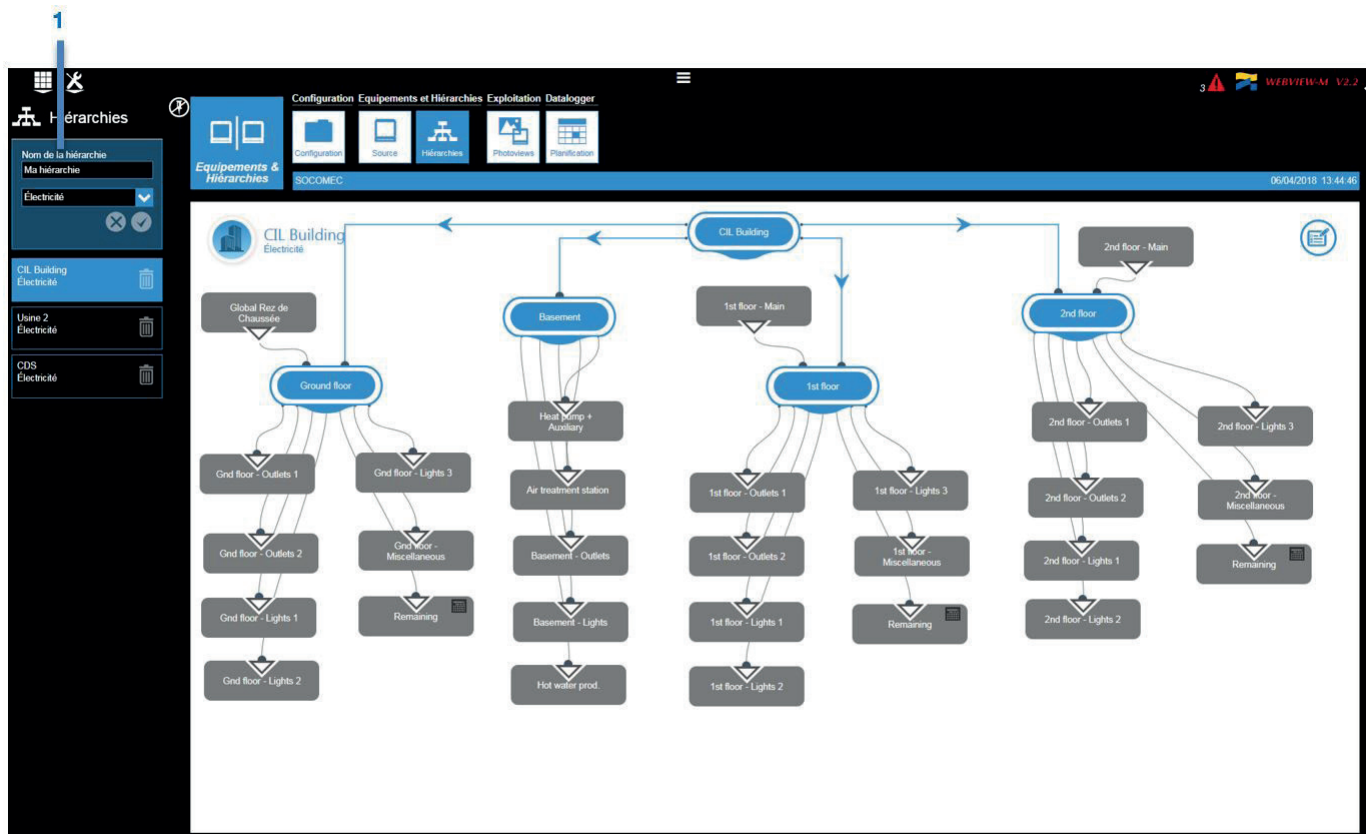 1
3
WEBVIEW-M V2.2
Hiérarchies
Configuration
Equipements et Hiérarchies
Exploitation
Datalogger
Configuration
Source
Hiérarchies
Photoviews
Planification
Equipements &
Hiérarchies
SOCOMEC
06/04/2018 13:44:46
Nom de la hiérarchie
Ma hiérarchie
Électricité
CIL Building
Électricité
Usine 2
Électricité
CDS
Électricité
CIL Building
Électricité
CIL Building
2nd floor - Main
Global Rez de
Chaussée
Basement
1st floor - Main
2nd floor
Ground floor
1st floor
Heat pump +
Auxiliary
2nd floor - Outlets 1
2nd floor - Lights 3
Gnd floor - Outlets 1
Gnd floor - Lights 3
Air treatment station
1st floor - Outlets 1
1st floor - Lights 3
2nd floor - Outlets 2
2nd floor -
Miscellaneous
Gnd floor - Outlets 2
Gnd floor -
Miscellaneous
Basement - Outlets
1st floor - Outlets 2
1st floor -
Miscellaneous
2nd floor - Lights 1
Remaining
Gnd floor - Lights 1
Remaining
Basement - Lights
1st floor - Lights 1
Remaining
2nd floor - Lights 2
Gnd floor - Lights 2
Hot water prod.
1st floor - Lights 2